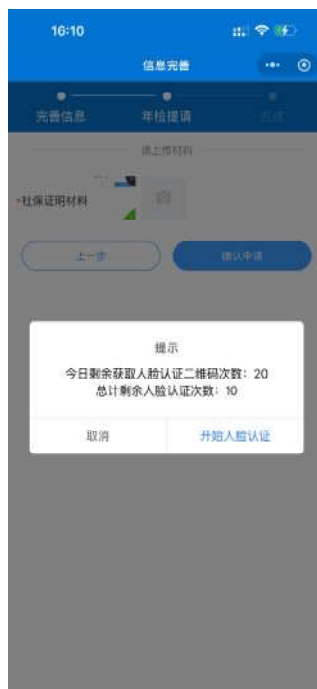 16:10
信息完善
完善信息
年检提请
完成
请上传材料
*社保证明材料
上一步
确认申请
提示
今日剩余获取人脸认证二维码次数：20
总计剩余人脸认证次数：10
取消
开始人脸认证